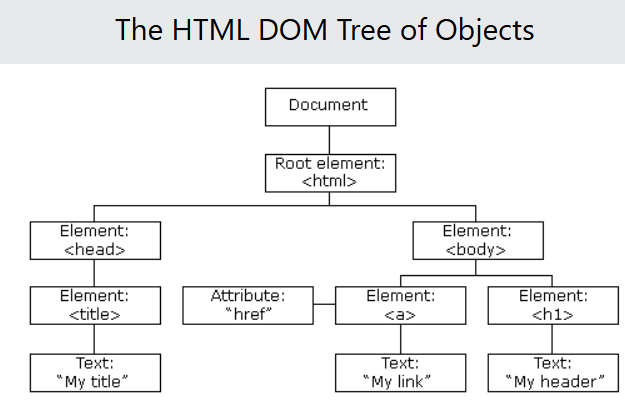 The HTML DOM Tree of Objects
Document
Root element:
<html>
Element:
<head>
Element:
<body>
Element:
<title>
Attribute:
“href”
Element:
<a>
Element:
<h1>
Text:
“My title”
Text:
“My link”
Text:
“My header”